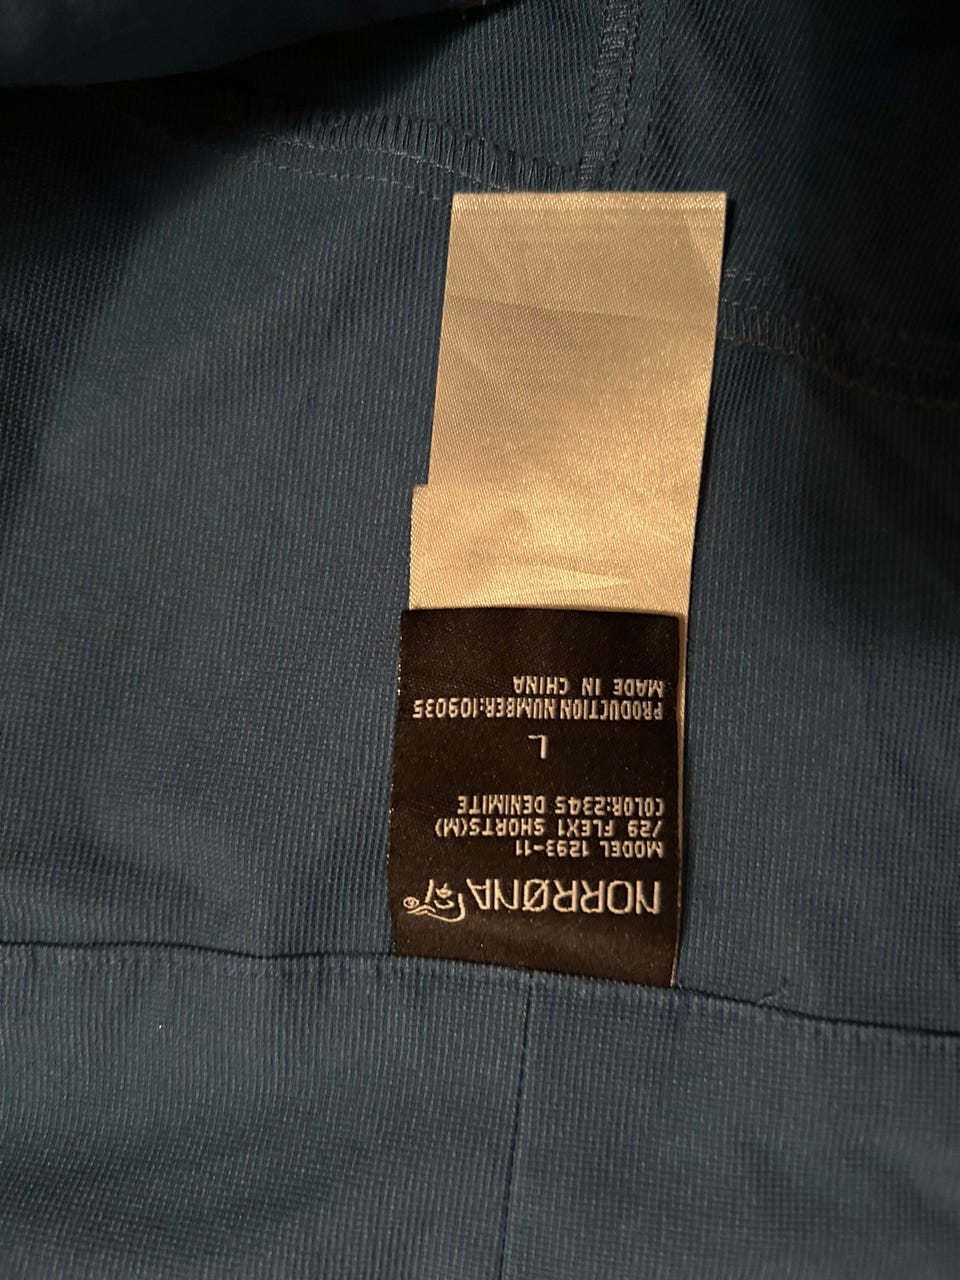 NORRØNA
MODEL 1293-11
/29 FLEX1 SHORTS(M)
COLOR:2345 DENIMITE
L
PRODUCTION NUMBER:109035
MADE IN CHINA